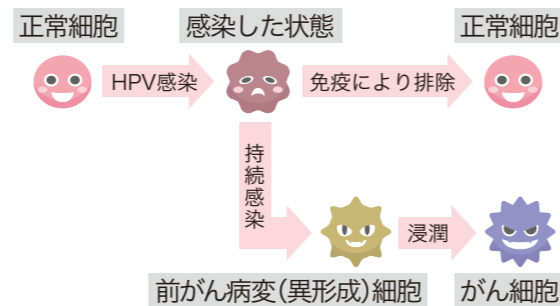 正常細胞
感染した状態
正常細胞
HPV感染
免疫により排除
持続感染
浸潤
前がん病変(異形成)細胞
がん細胞